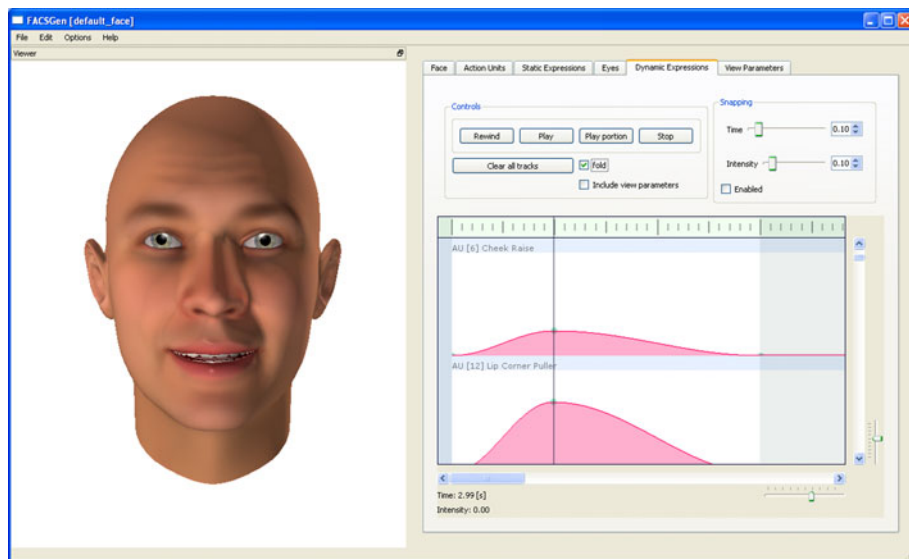 FACSGen [default_face]
File Edit Options Help
Viewer
Face Action Units Static Expressions Eyes Dynamic Expressions View Parameters
Controls
Rewind Play Play portion Stop
Clear all tracks fold
Include view parameters
Snapping
Time 0.10
Intensity 0.10
Enabled
AU [6] Cheek Raise
AU [12] Lip Corner Puller
Time: 2.99 [s]
Intensity: 0.00